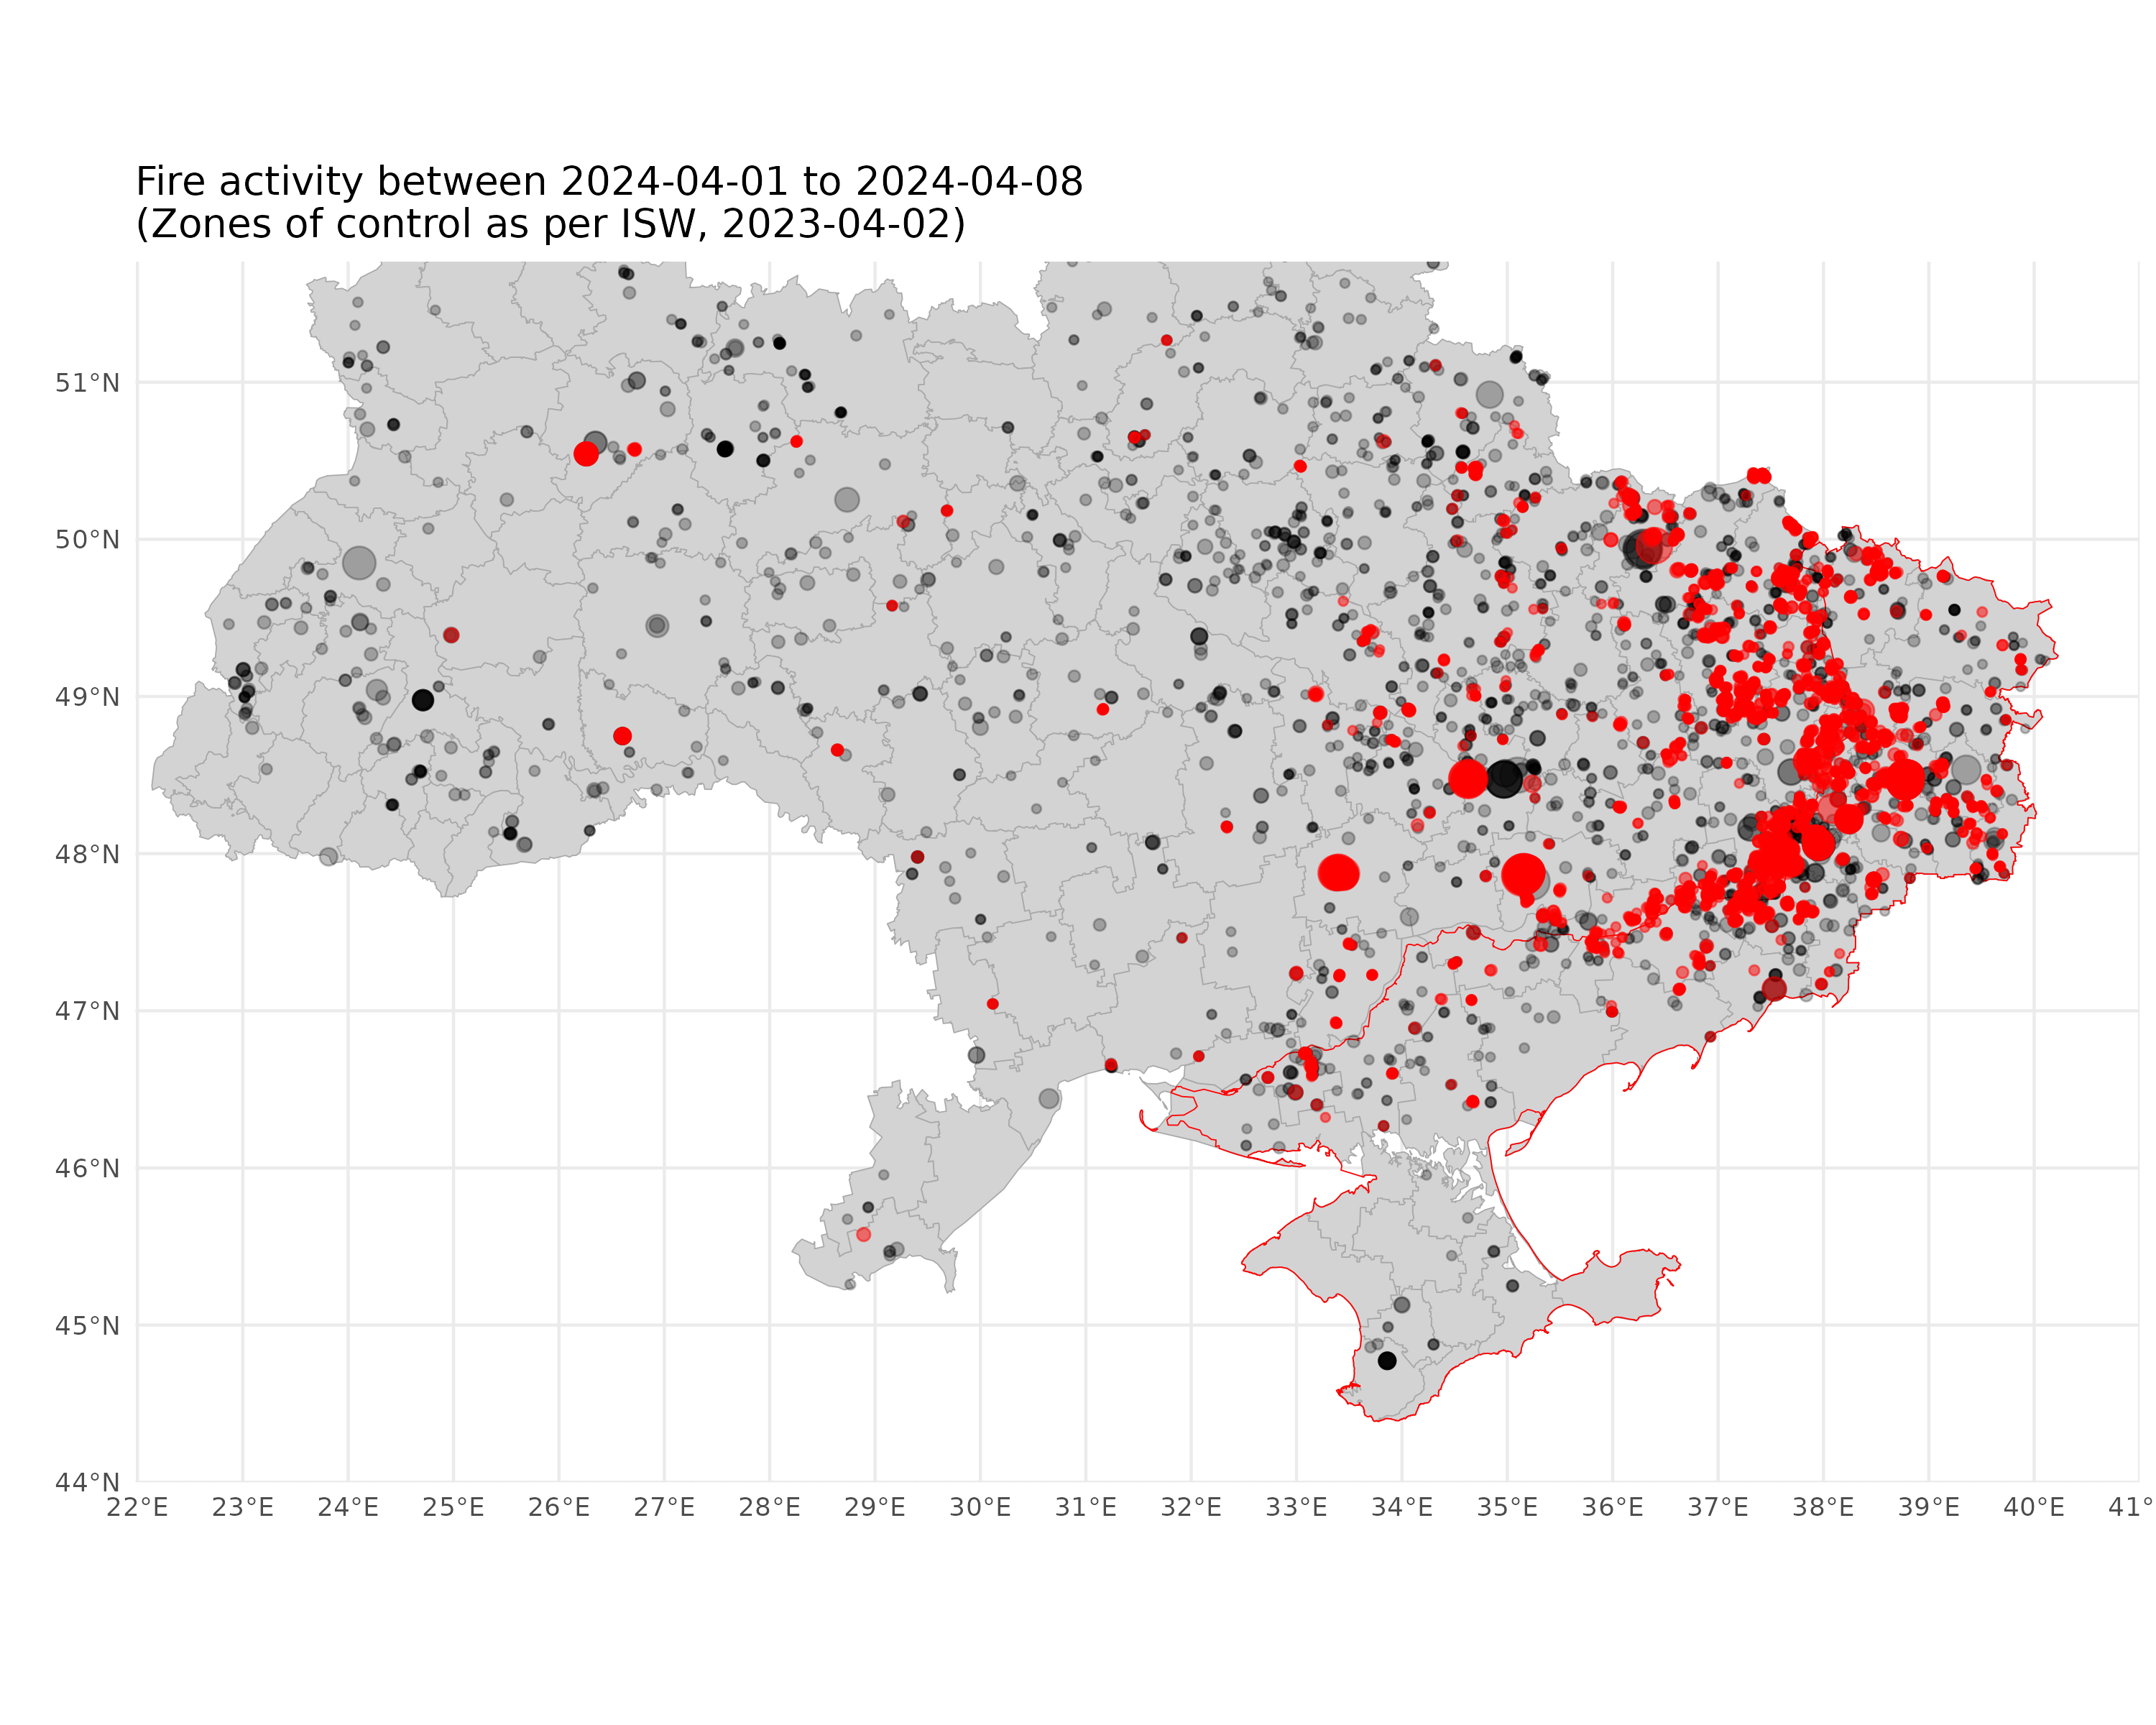 Fire activity between 2024-04-01 to 2024-04-08
(Zones of control as per ISW, 2023-04-02)
51°N
50°N
49°N
48°N
47°N
46°N
45°N
44°N
22°E 23°E 24°E 25°E 26°E 27°E 28°E 29°E 30°E 31°E 32°E 33°E 34°E 35°E 36°E 37°E 38°E 39°E 40°E 41°